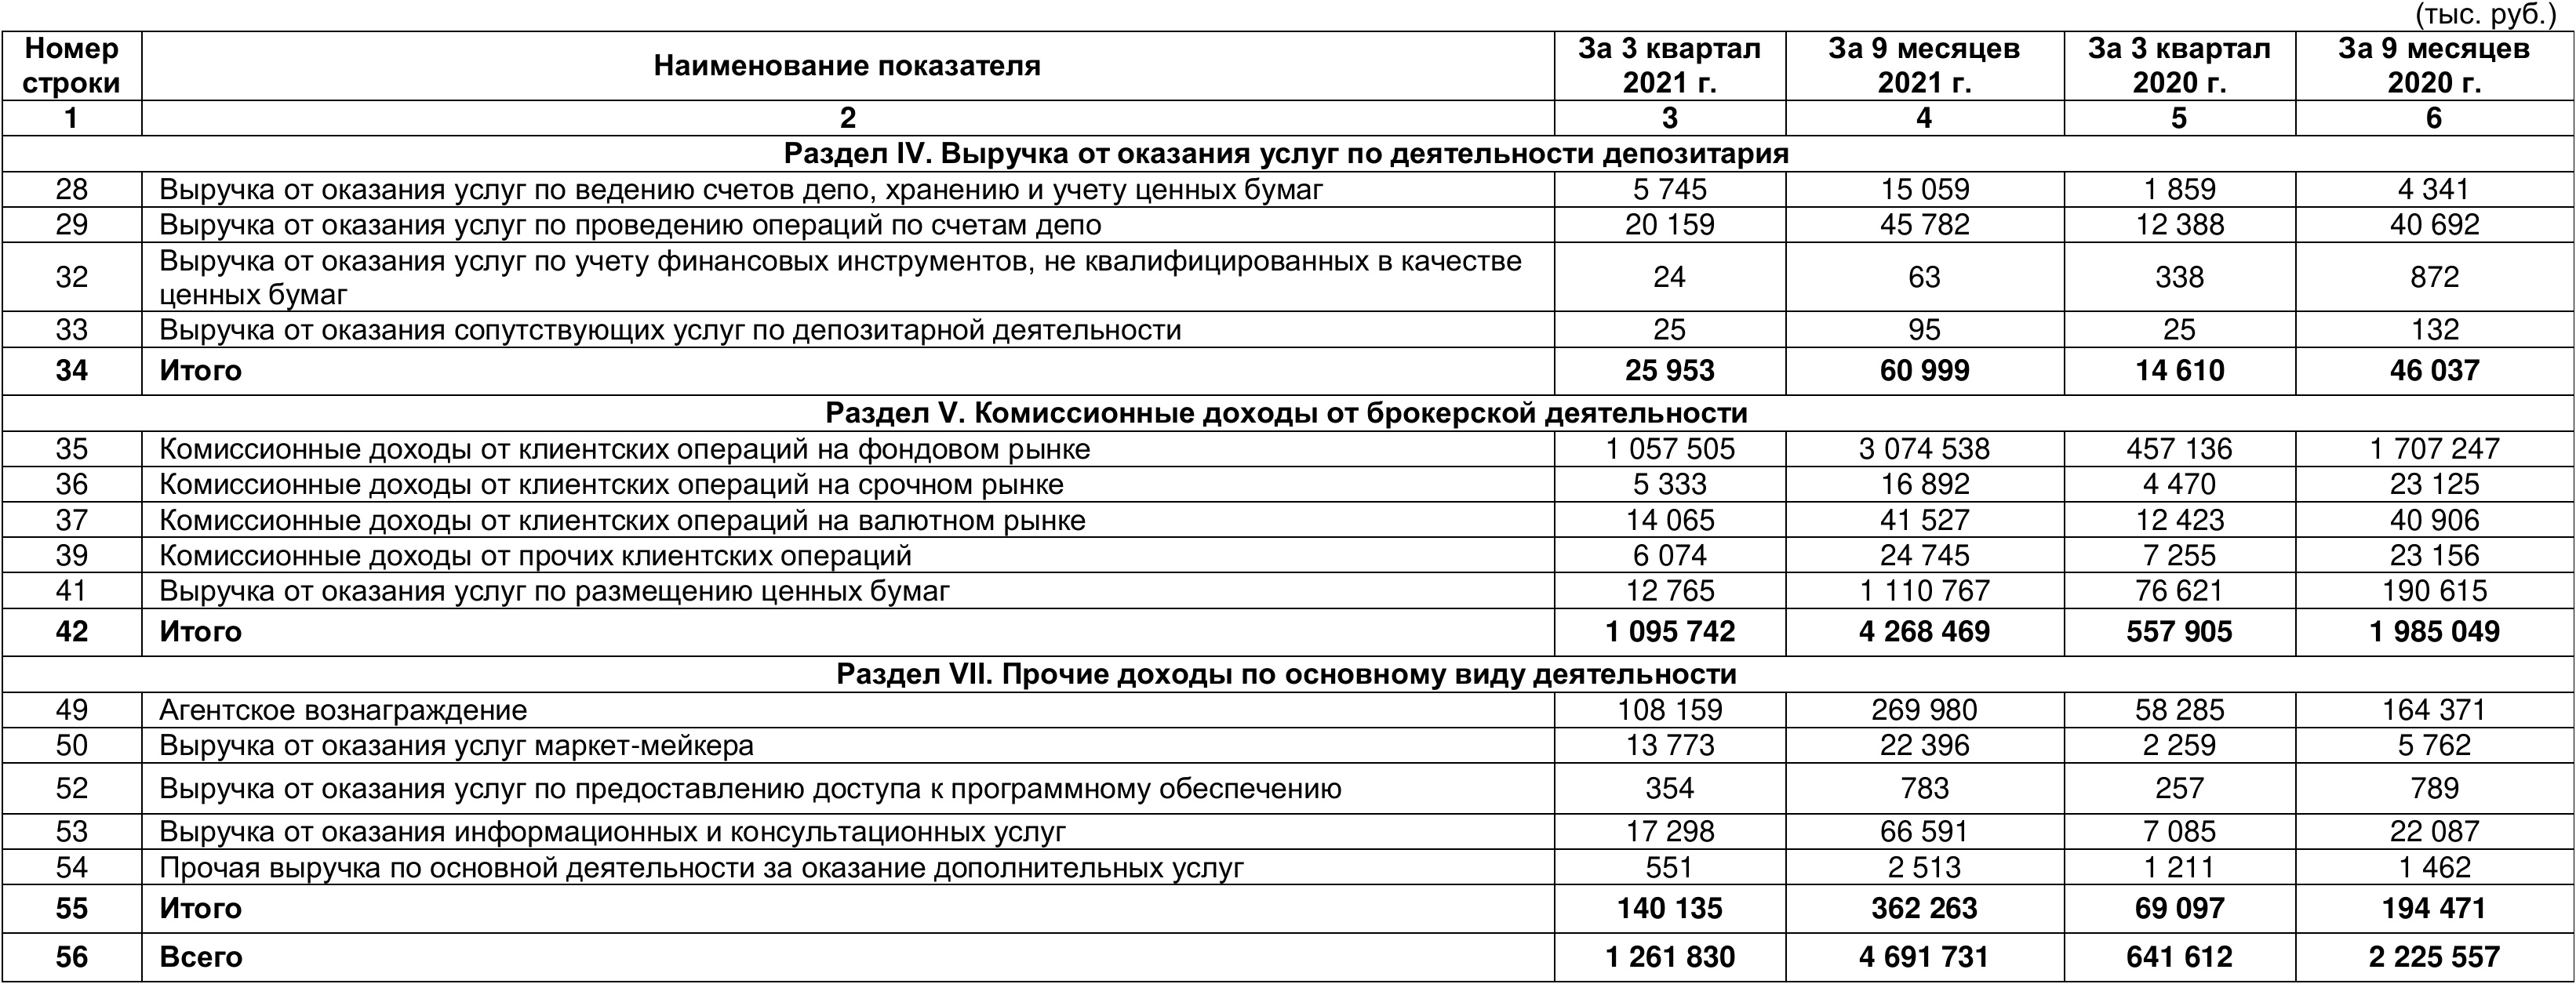 (тыс. руб.)
Номер строки Наименование показателя За 3 квартал 2021 г. За 9 месяцев 2021 г. За 3 квартал 2020 г. За 9 месяцев 2020 г.
1 2 3 4 5 6
Раздел IV. Выручка от оказания услуг по деятельности депозитария
28 Выручка от оказания услуг по ведению счетов депо, хранению и учету ценных бумаг 5 745 15 059 1 859 4 341
29 Выручка от оказания услуг по проведению операций по счетам депо 20 159 45 782 12 388 40 692
32 Выручка от оказания услуг по учету финансовых инструментов, не квалифицированных в качестве ценных бумаг 24 63 338 872
33 Выручка от оказания сопутствующих услуг по депозитарной деятельности 25 95 25 132
34 Итого 25 953 60 999 14 610 46 037
Раздел V. Комиссионные доходы от брокерской деятельности
35 Комиссионные доходы от клиентских операций на фондовом рынке 1 057 505 3 074 538 457 136 1 707 247
36 Комиссионные доходы от клиентских операций на срочном рынке 5 333 16 892 4 470 23 125
37 Комиссионные доходы от клиентских операций на валютном рынке 14 065 41 527 12 423 40 906
39 Комиссионные доходы от прочих клиентских операций 6 074 24 745 7 255 23 156
41 Выручка от оказания услуг по размещению ценных бумаг 12 765 1 110 767 76 621 190 615
42 Итого 1 095 742 4 268 469 557 905 1 985 049
Раздел VII. Прочие доходы по основному виду деятельности
49 Агентское вознаграждение 108 159 269 980 58 285 164 371
50 Выручка от оказания услуг маркет-мейкера 13 773 22 396 2 259 5 762
52 Выручка от оказания услуг по предоставлению доступа к программному обеспечению 354 783 257 789
53 Выручка от оказания информационных и консультационных услуг 17 298 66 591 7 085 22 087
54 Прочая выручка по основной деятельности за оказание дополнительных услуг 551 2 513 1 211 1 462
55 Итого 140 135 362 263 69 097 194 471
56 Всего 1 261 830 4 691 731 641 612 2 225 557